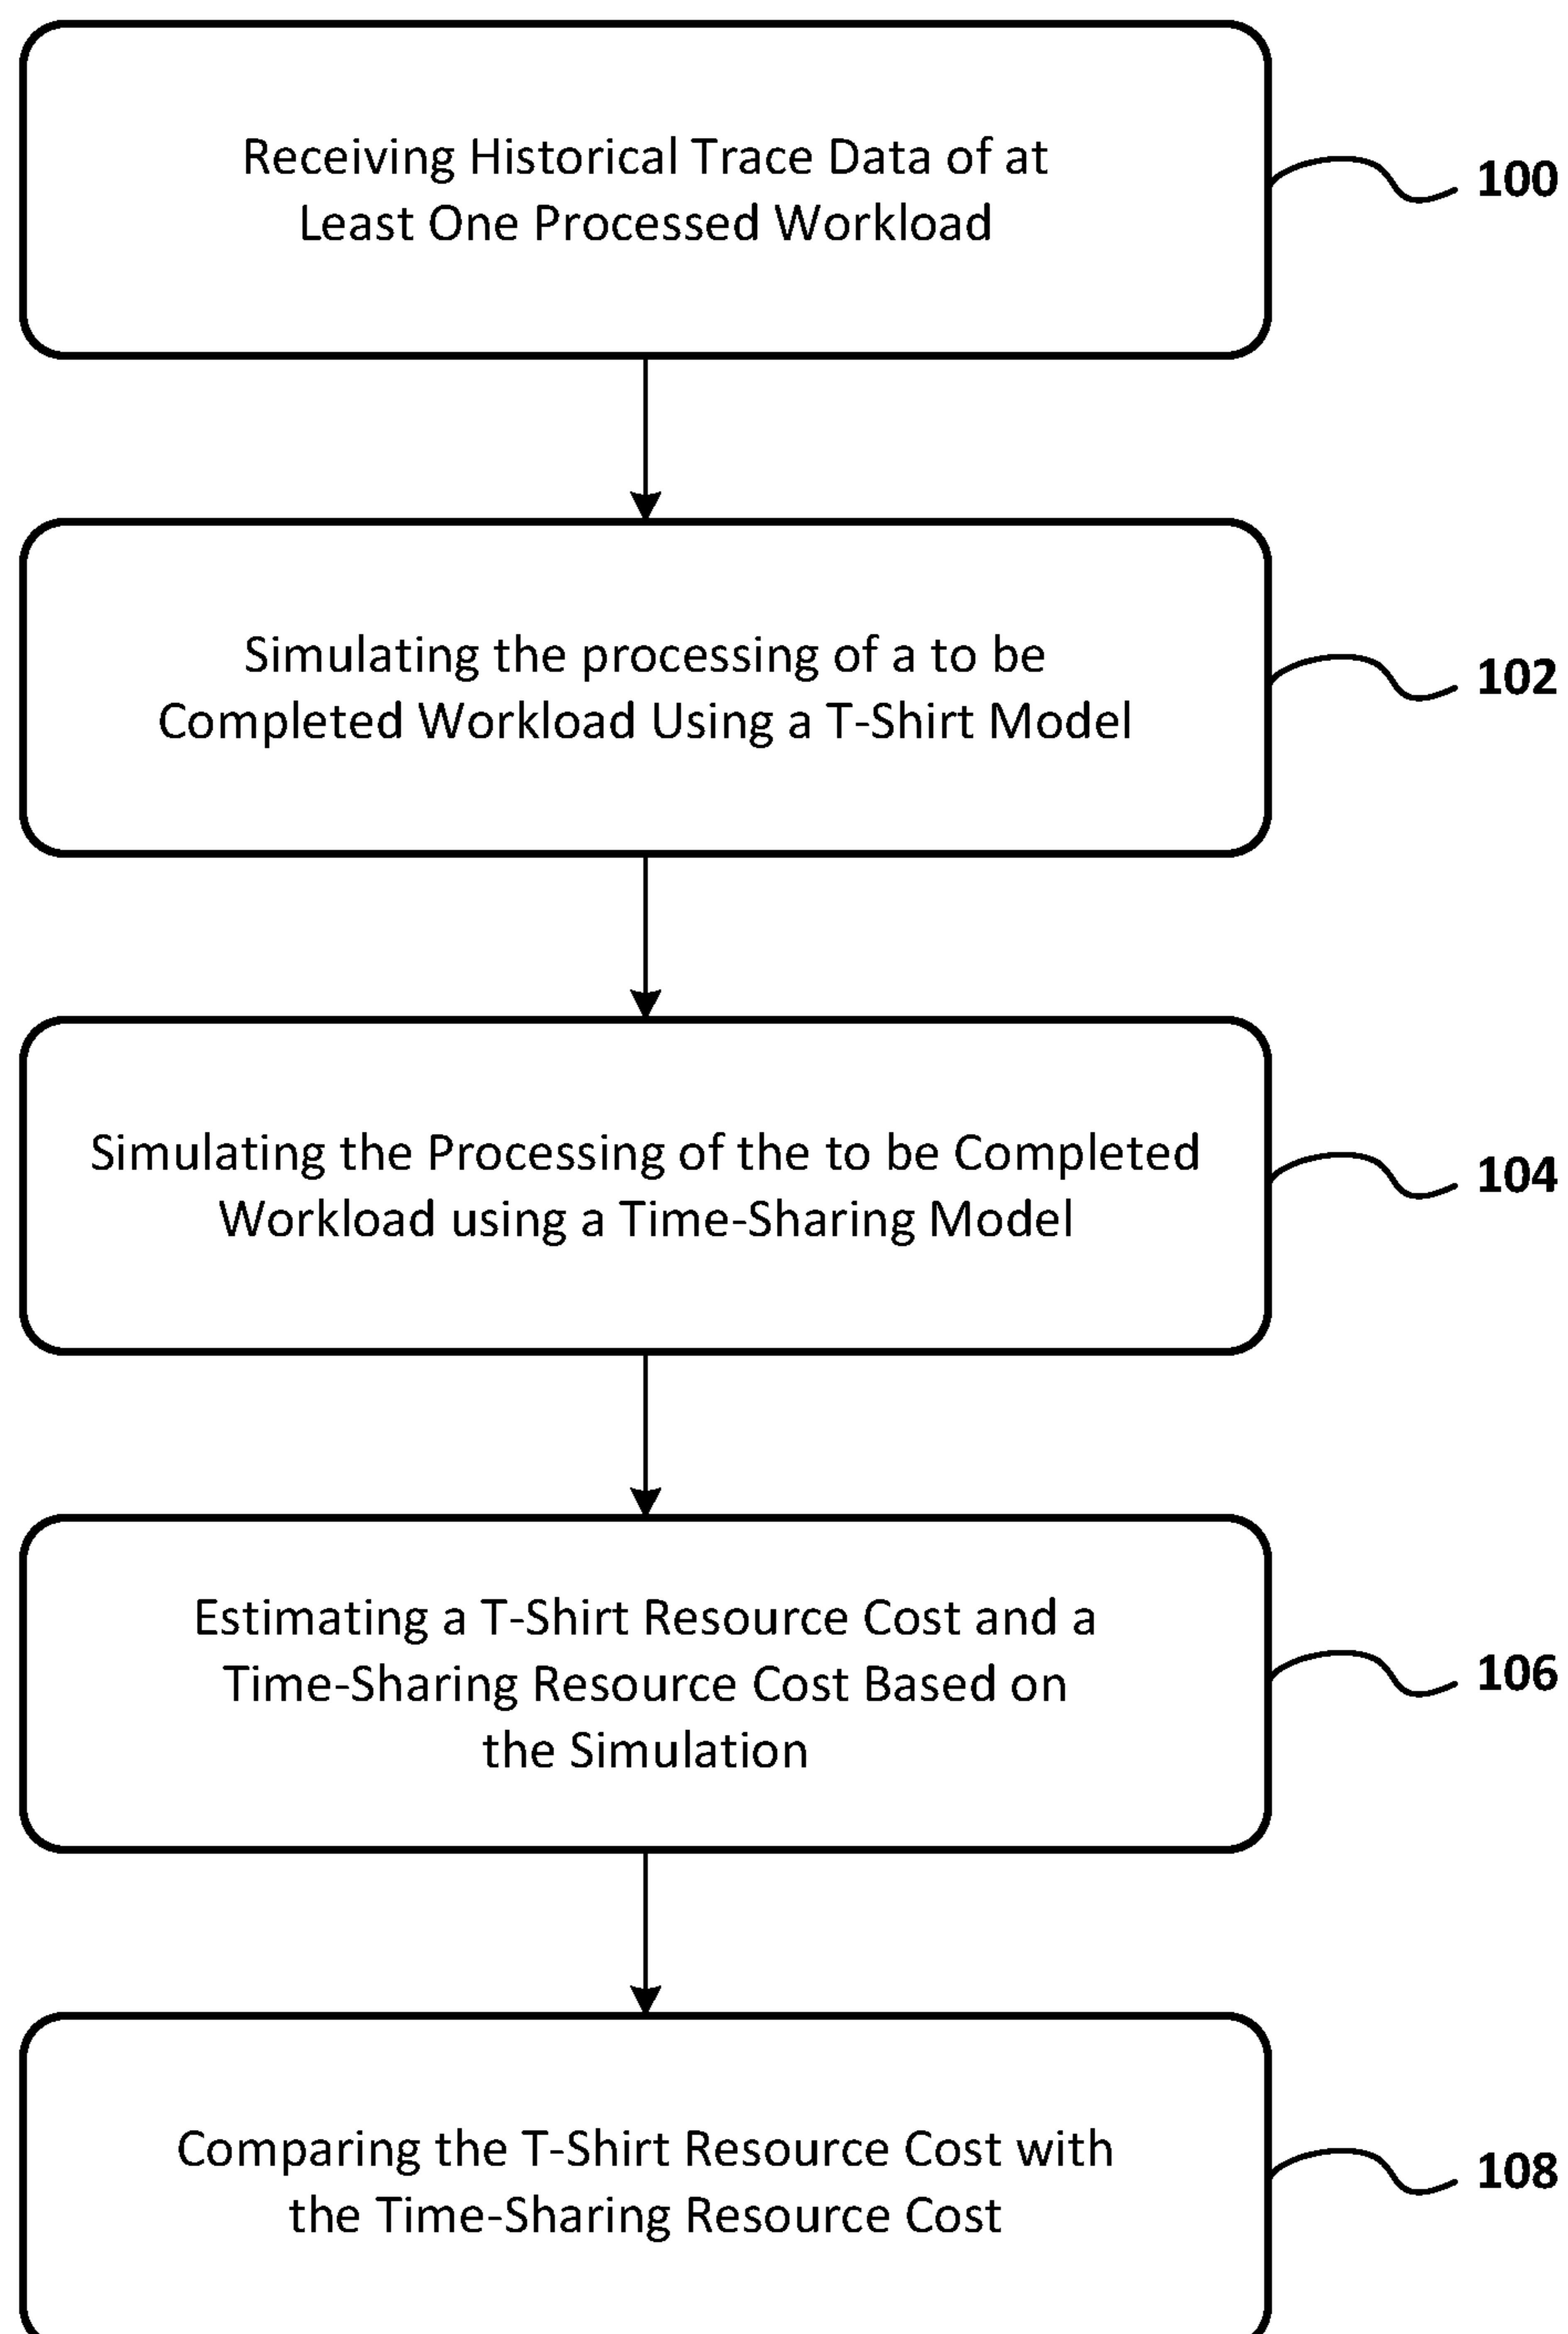 Receiving Historical Trace Data of at
Least One Processed Workload
100
Simulating the processing of a to be
Completed Workload Using a T-Shirt Model
102
Simulating the Processing of the to be Completed
Workload using a Time-Sharing Model
104
Estimating a T-Shirt Resource Cost and a
Time-Sharing Resource Cost Based on
the Simulation
106
Comparing the T-Shirt Resource Cost with
the Time-Sharing Resource Cost
108